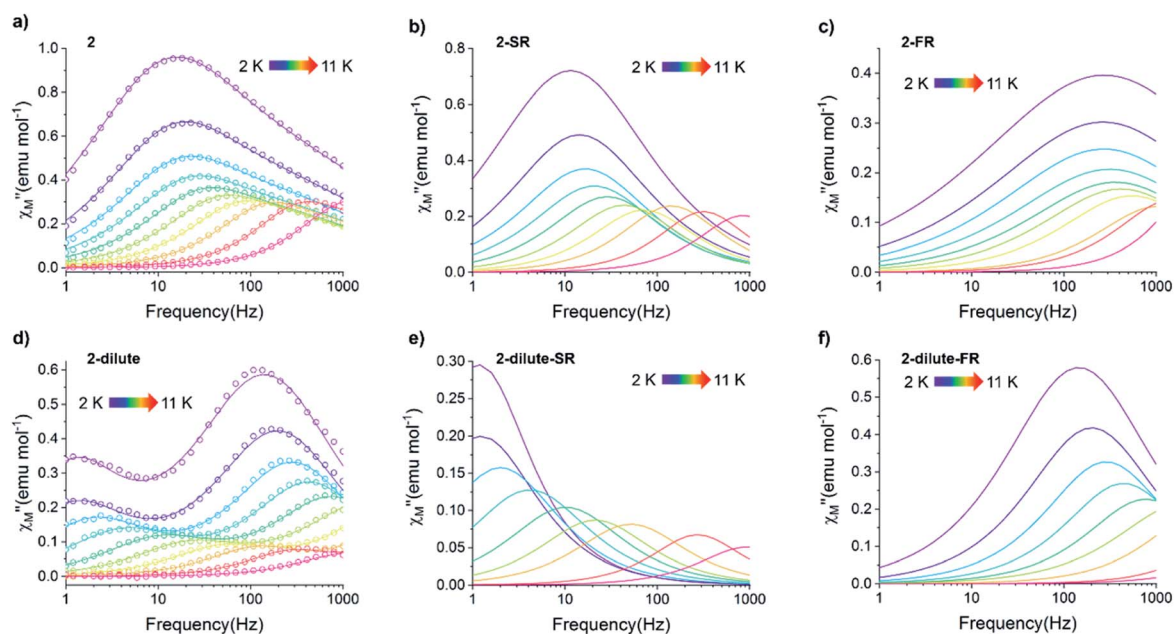 a)
2
2 K 11 K
1.0
0.8
0.6
0.4
0.2
0.0
1 10 100 1000
χM"(emu mol⁻¹)
Frequency(Hz)
b)
2-SR
2 K 11 K
0.8
0.6
0.4
0.2
0.0
1 10 100 1000
χM"(emu mol⁻¹)
Frequency(Hz)
c)
2-FR
2 K 11 K
0.4
0.3
0.2
0.1
0.0
1 10 100 1000
χM"(emu mol⁻¹)
Frequency(Hz)
d)
2-dilute
2 K 11 K
0.6
0.5
0.4
0.3
0.2
0.1
0.0
1 10 100 1000
χM"(emu mol⁻¹)
Frequency(Hz)
e)
2-dilute-SR
2 K 11 K
0.30
0.25
0.20
0.15
0.10
0.05
0.00
1 10 100 1000
χM"(emu mol⁻¹)
Frequency(Hz)
f)
2-dilute-FR
2 K 11 K
0.6
0.5
0.4
0.3
0.2
0.1
0.0
1 10 100 1000
χM"(emu mol⁻¹)
Frequency(Hz)